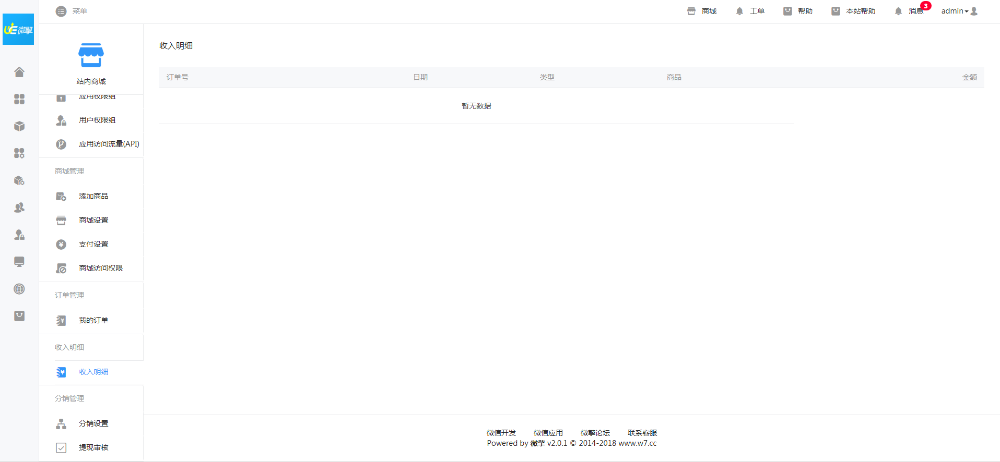 菜单
商城 工单 帮助 本站帮助 消息 3 admin
UE微擎
站内商城
应用权限组
用户权限组
应用访问流量(API)
商城管理
添加商品
商城设置
支付设置
商城访问权限
订单管理
我的订单
收入明细
收入明细
分销管理
分销设置
提现审核
收入明细
订单号 日期 类型 商品 金额
暂无数据
微信开发 微信应用 微擎论坛 联系客服
Powered by 微擎 v2.0.1 © 2014-2018 www.w7.cc